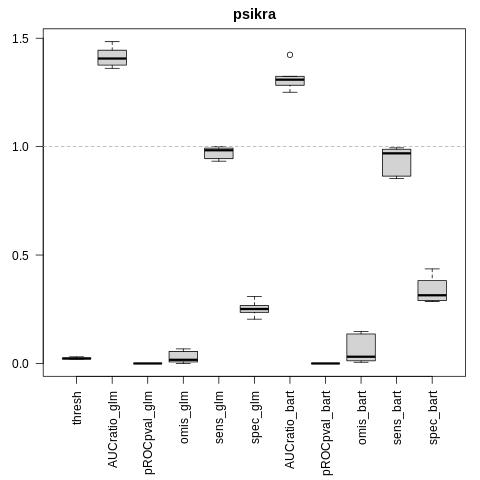 psikra
1.5
1.0
0.5
0.0
thresh
AUCratio_glm
pROCpval_glm
omis_glm
sens_glm
spec_glm
AUCratio_bart
pROCpval_bart
omis_bart
sens_bart
spec_bart